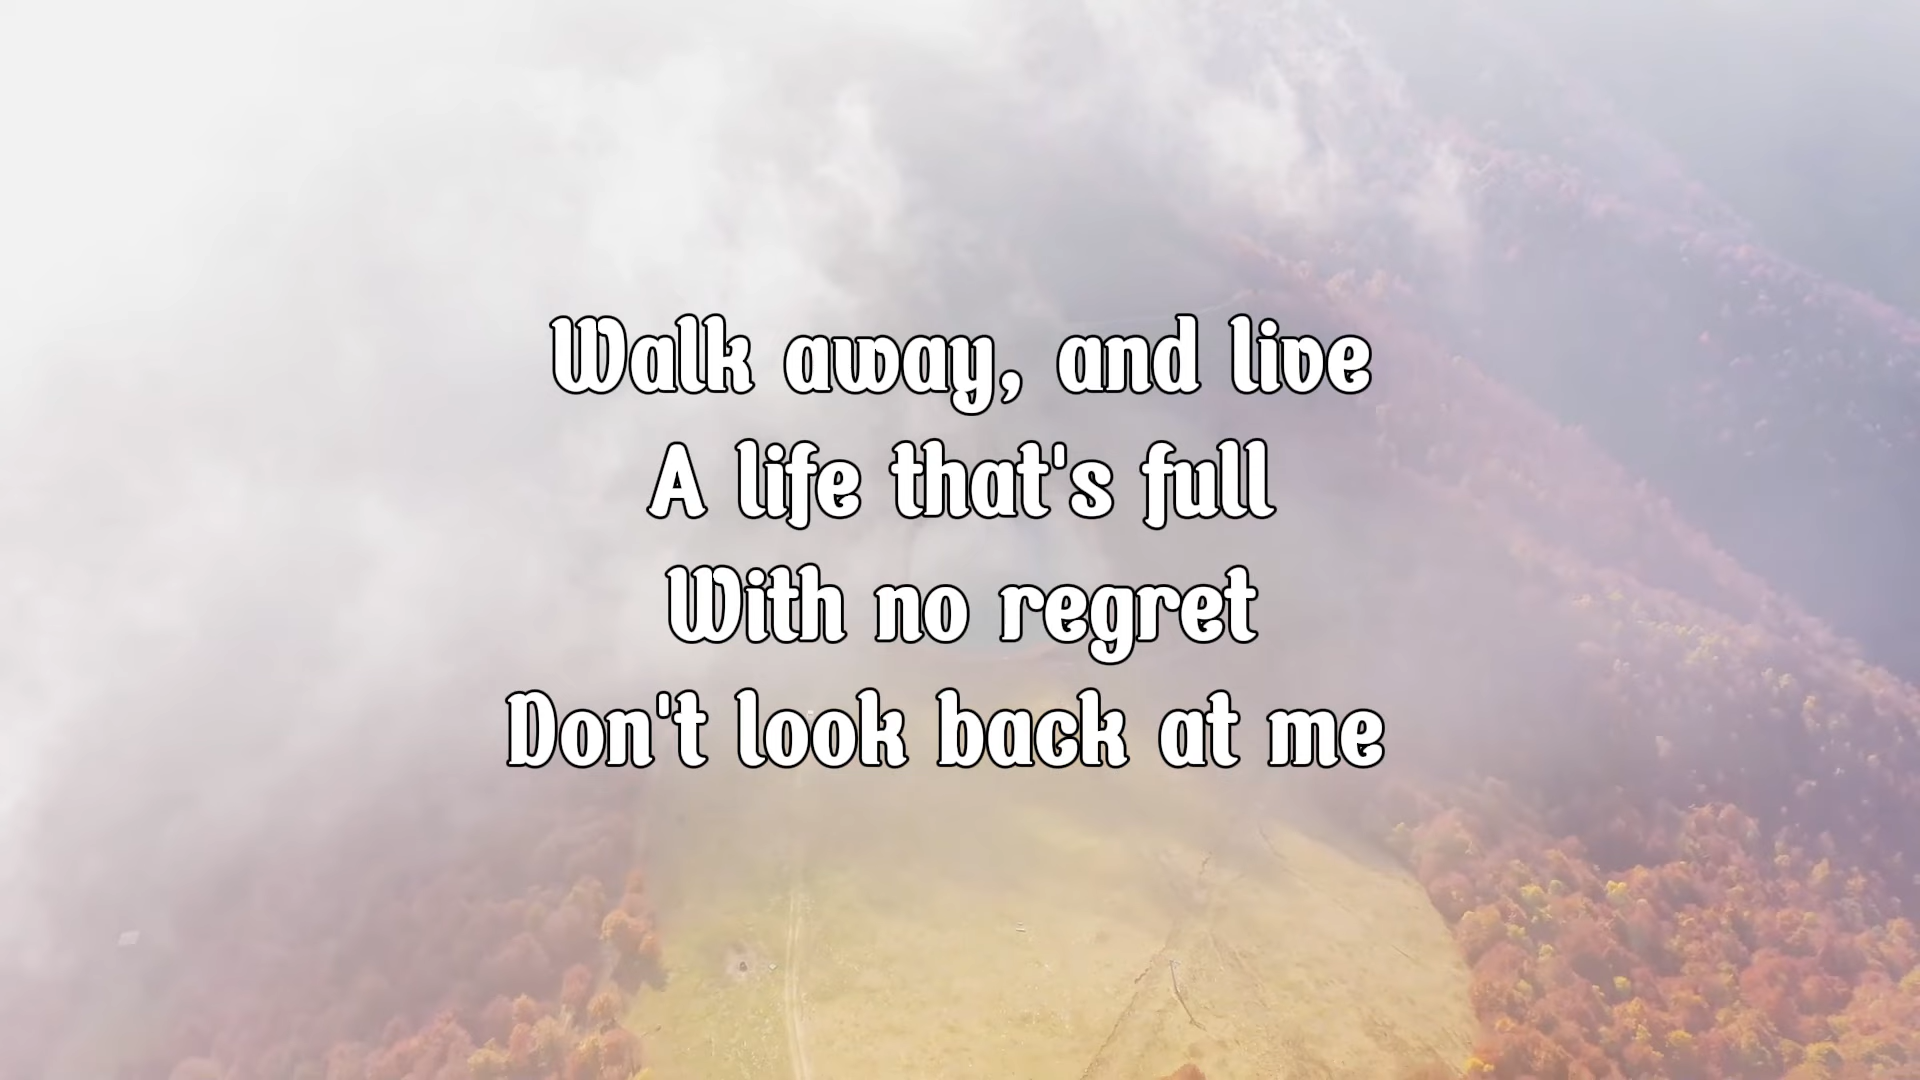 Walk away, and live
A life that's full
With no regret
Don't look back at me